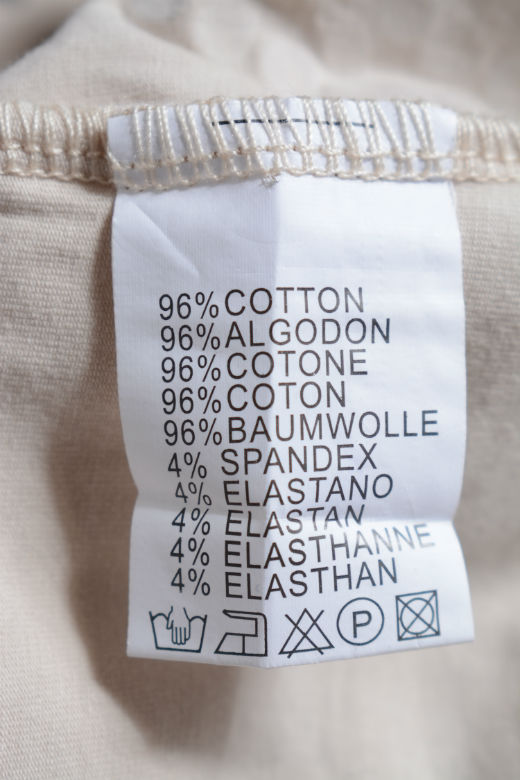 96% COTTON
96% ALGODON
96% COTONE
96% COTON
96% BAUMWOLLE
4% SPANDEX
4% ELASTANO
4% ELASTAN
4% ELASTHANNE
4% ELASTHAN
P